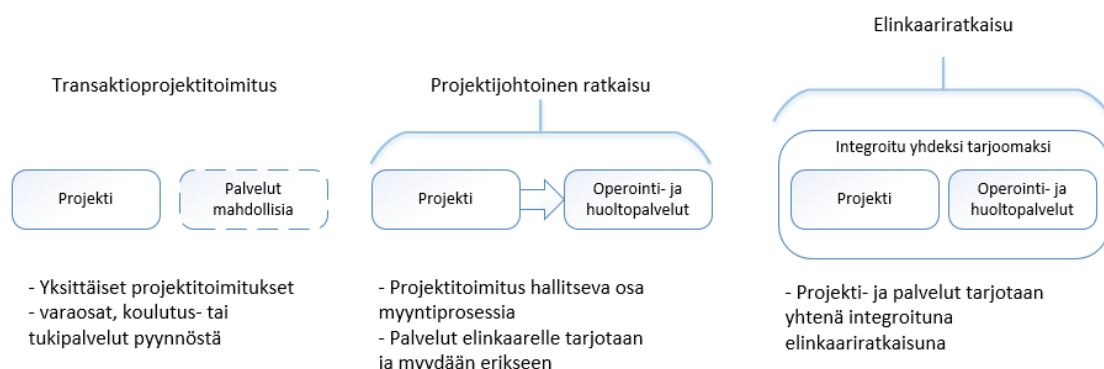 Transaktioprojektitoimitus
Projekti
Palvelut
mahdollisia
- Yksittäiset projektitoimitukset
- varaosat, koulutus- tai
tukipalvelut pyynnöstä
Projektijohtoinen ratkaisu
Projekti
Operointi- ja
huoltopalvelut
- Projektitoimitus hallitseva osa
myyntiprosessia
- Palvelut elinkaarelle tarjotaan
ja myydään erikseen
Elinkaariratkaisu
Integroitu yhdeksi tarjoomaksi
Projekti
Operointi- ja
huoltopalvelut
- Projekti- ja palvelut tarjotaan
yhtenä integroituna
elinkaariratkaisuna